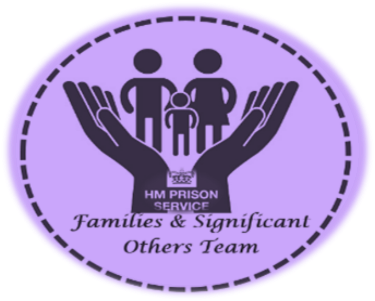 HM PRISON
SERVICE
Families & Significant
Others Team